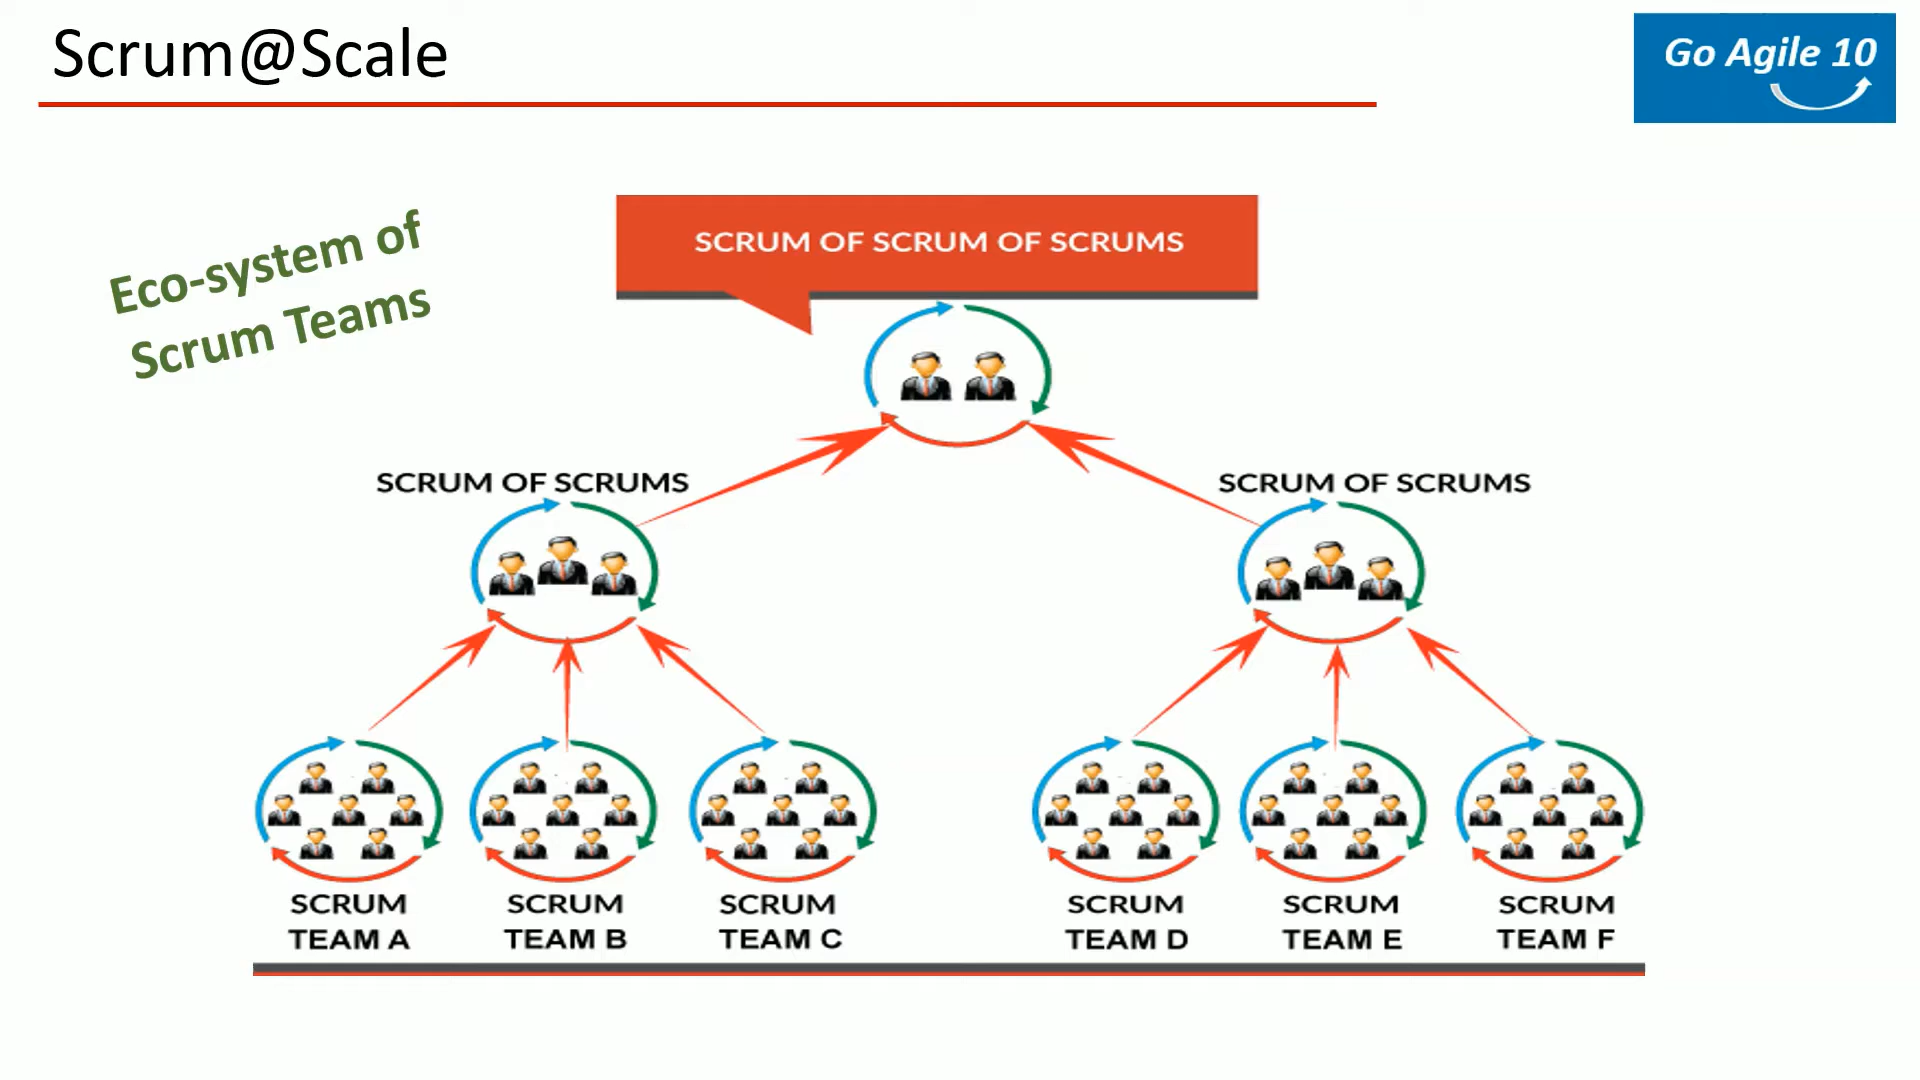 Scrum@Scale
Go Agile 10
Eco-system of
Scrum Teams
SCRUM OF SCRUM OF SCRUMS
SCRUM OF SCRUMS
SCRUM OF SCRUMS
SCRUM
TEAM A
SCRUM
TEAM B
SCRUM
TEAM C
SCRUM
TEAM D
SCRUM
TEAM E
SCRUM
TEAM F